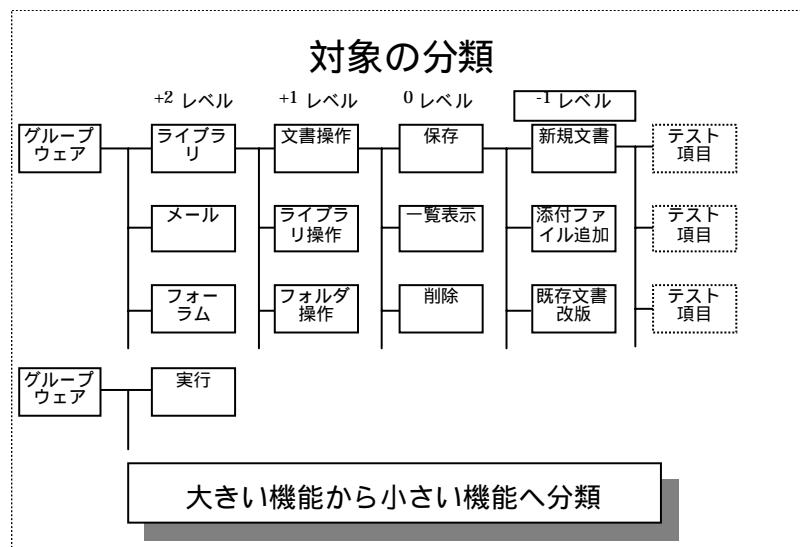 対象の分類
+2 レベル +1 レベル 0 レベル -1 レベル
グループ ライブラ 文書操作 保存 新規文書 テスト
ウェア リ 項目
メール ライブラ 一覧表示 添付ファ テスト
リ操作 イル追加 項目
フォー フォルダ 削除 既存文書 テスト
ラム 操作 改版 項目
グループ 実行
ウェア
大きい機能から小さい機能へ分類